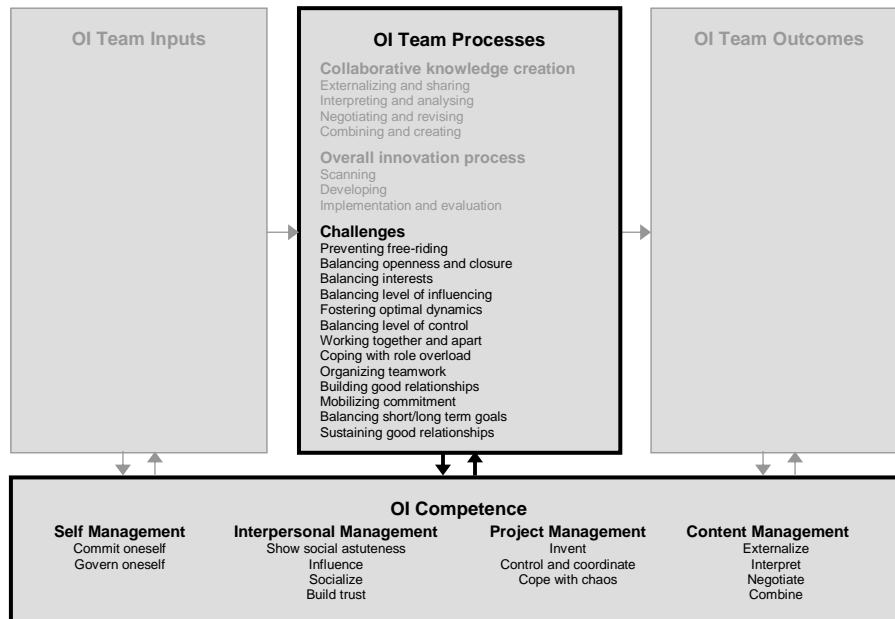 OI Team Inputs
OI Team Processes
Collaborative knowledge creation
Externalizing and sharing
Interpreting and analysing
Negotiating and revising
Combining and creating
Overall innovation process
Scanning
Developing
Implementation and evaluation
Challenges
Preventing free-riding
Balancing openness and closure
Balancing interests
Balancing level of influencing
Fostering optimal dynamics
Balancing level of control
Working together and apart
Coping with role overload
Organizing teamwork
Building good relationships
Mobilizing commitment
Balancing short/long term goals
Sustaining good relationships
OI Team Outcomes
OI Competence
Self Management
Commit oneself
Govern oneself
Interpersonal Management
Show social astuteness
Influence
Socialize
Build trust
Project Management
Invent
Control and coordinate
Cope with chaos
Content Management
Externalize
Interpret
Negotiate
Combine